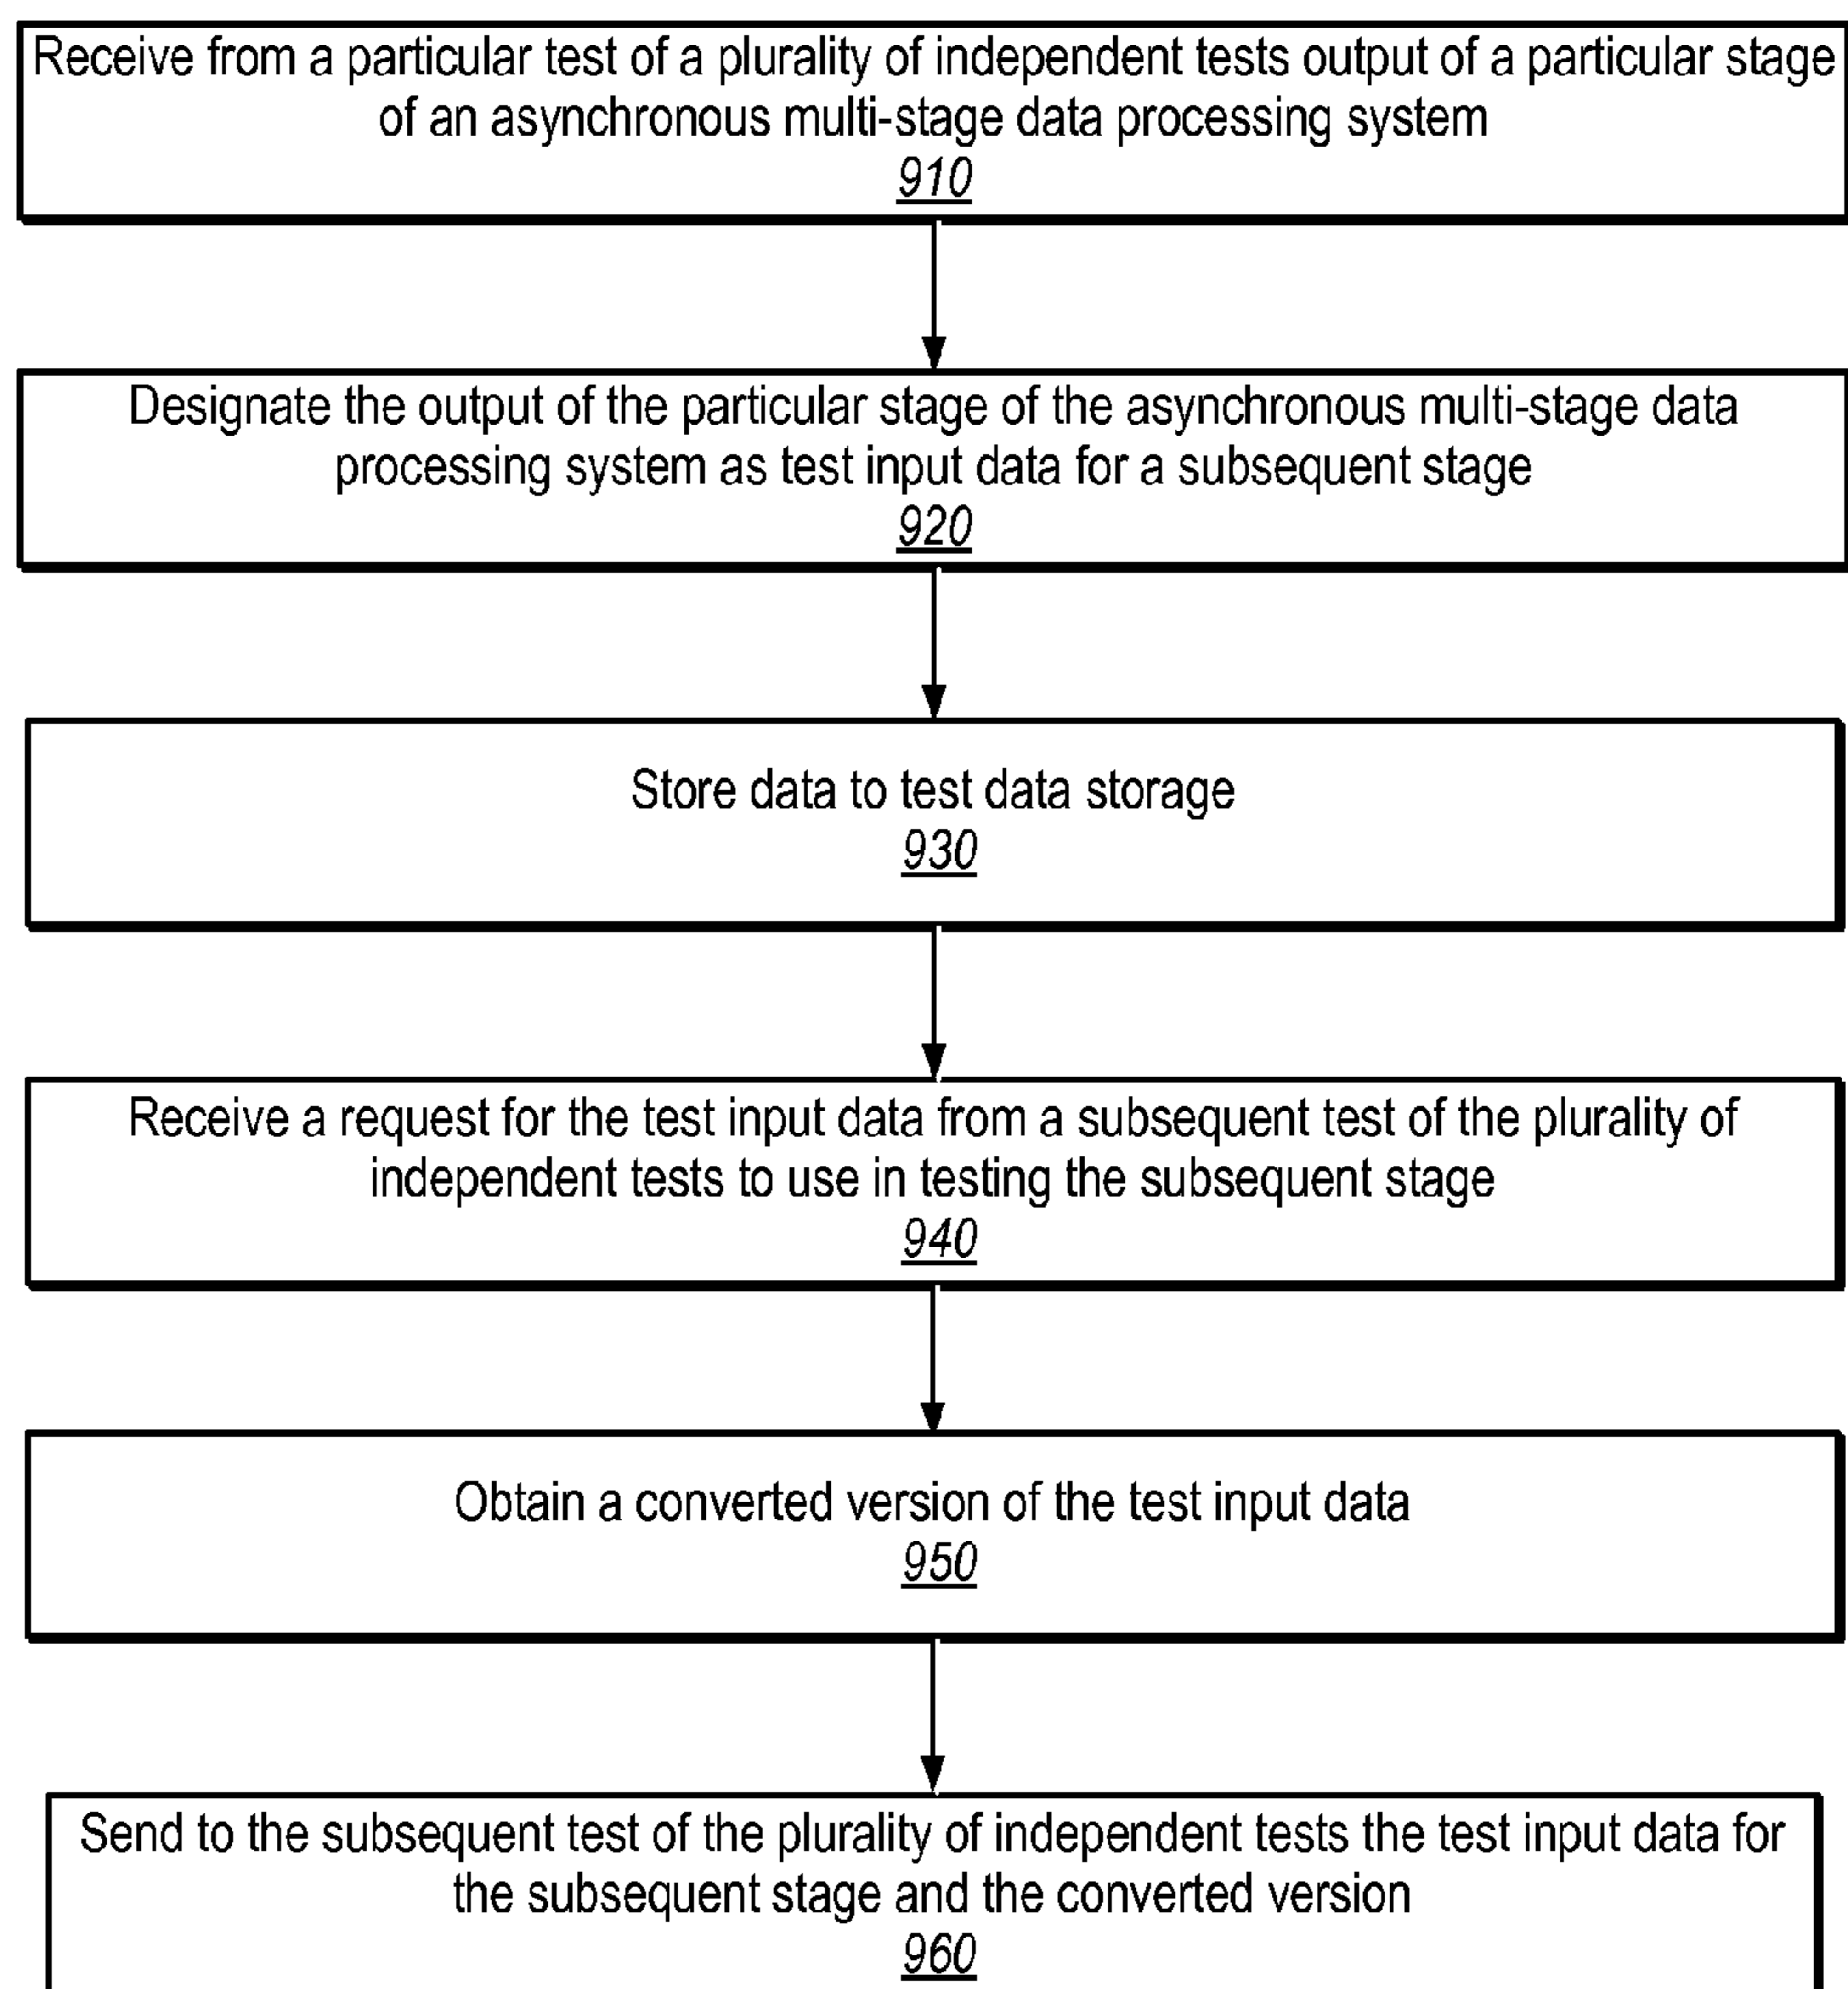 Receive from a particular test of a plurality of independent tests output of a particular stage
of an asynchronous multi-stage data processing system
910
Designate the output of the particular stage of the asynchronous multi-stage data
processing system as test input data for a subsequent stage
920
Store data to test data storage
930
Receive a request for the test input data from a subsequent test of the plurality of
independent tests to use in testing the subsequent stage
940
Obtain a converted version of the test input data
950
Send to the subsequent test of the plurality of independent tests the test input data for
the subsequent stage and the converted version
960